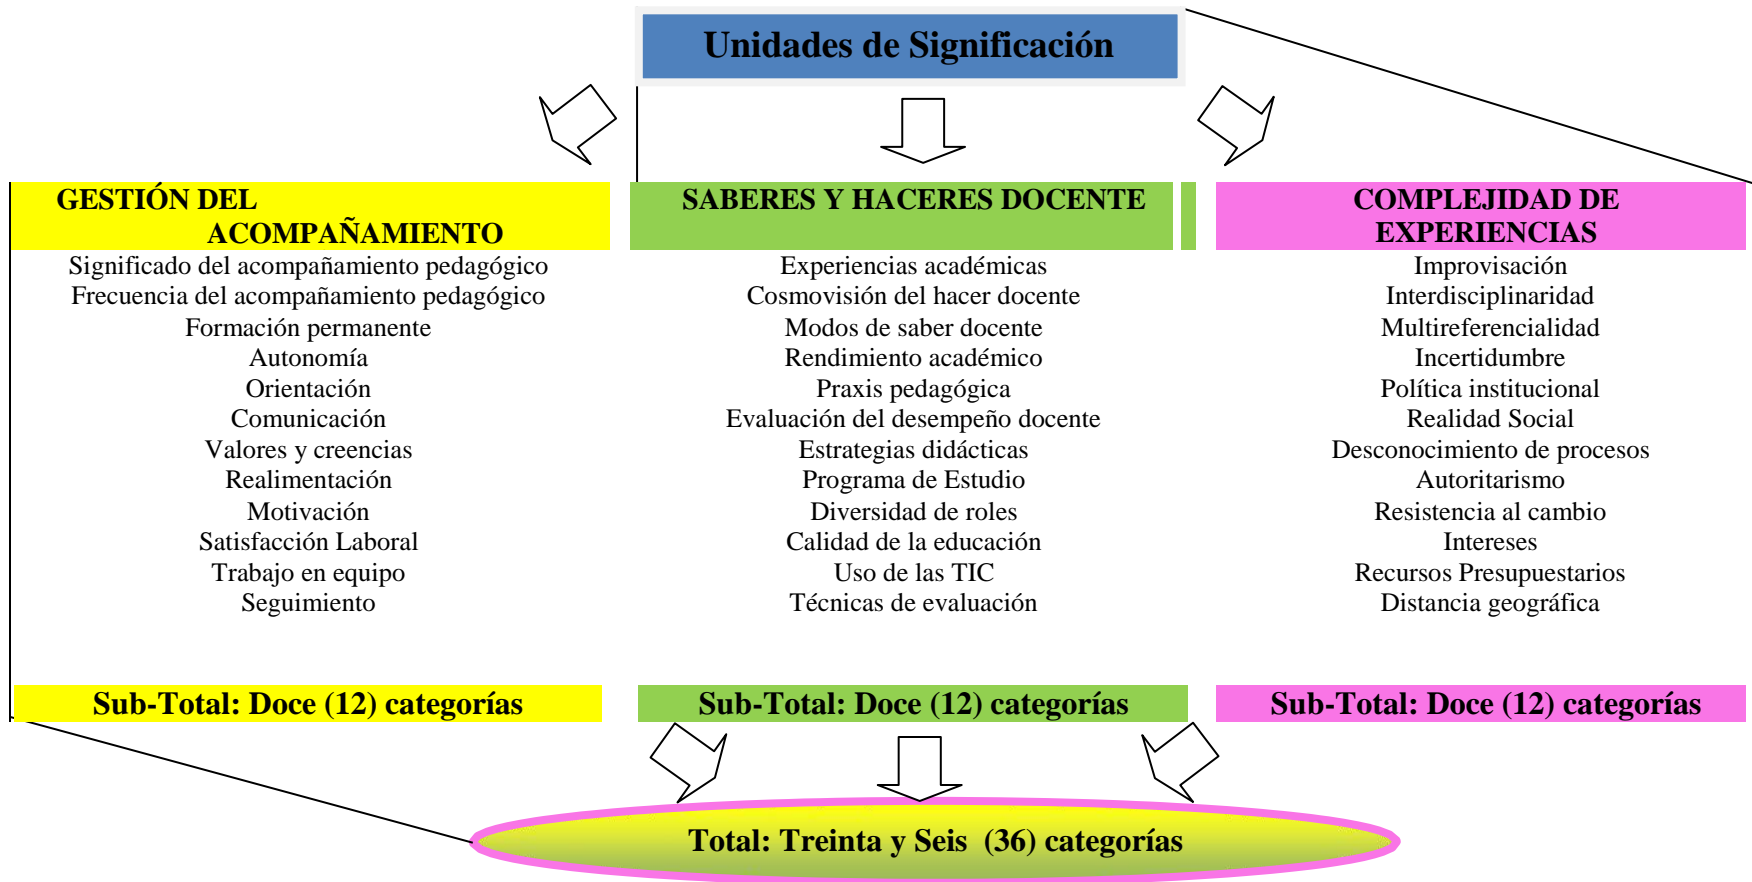 Unidades de Significación
GESTIÓN DEL
ACOMPAÑAMIENTO
Significado del acompañamiento pedagógico
Frecuencia del acompañamiento pedagógico
Formación permanente
Autonomía
Orientación
Comunicación
Valores y creencias
Realimentación
Motivación
Satisfacción Laboral
Trabajo en equipo
Seguimiento
Sub-Total: Doce (12) categorías
SABERES Y HACERES DOCENTE
Experiencias académicas
Cosmovisión del hacer docente
Modos de saber docente
Rendimiento académico
Praxis pedagógica
Evaluación del desempeño docente
Estrategias didácticas
Programa de Estudio
Diversidad de roles
Calidad de la educación
Uso de las TIC
Técnicas de evaluación
Sub-Total: Doce (12) categorías
COMPLEJIDAD DE
EXPERIENCIAS
Improvisación
Interdisciplinaridad
Multireferencialidad
Incertidumbre
Política institucional
Realidad Social
Desconocimiento de procesos
Autoritarismo
Resistencia al cambio
Intereses
Recursos Presupuestarios
Distancia geográfica
Sub-Total: Doce (12) categorías
Total: Treinta y Seis (36) categorías